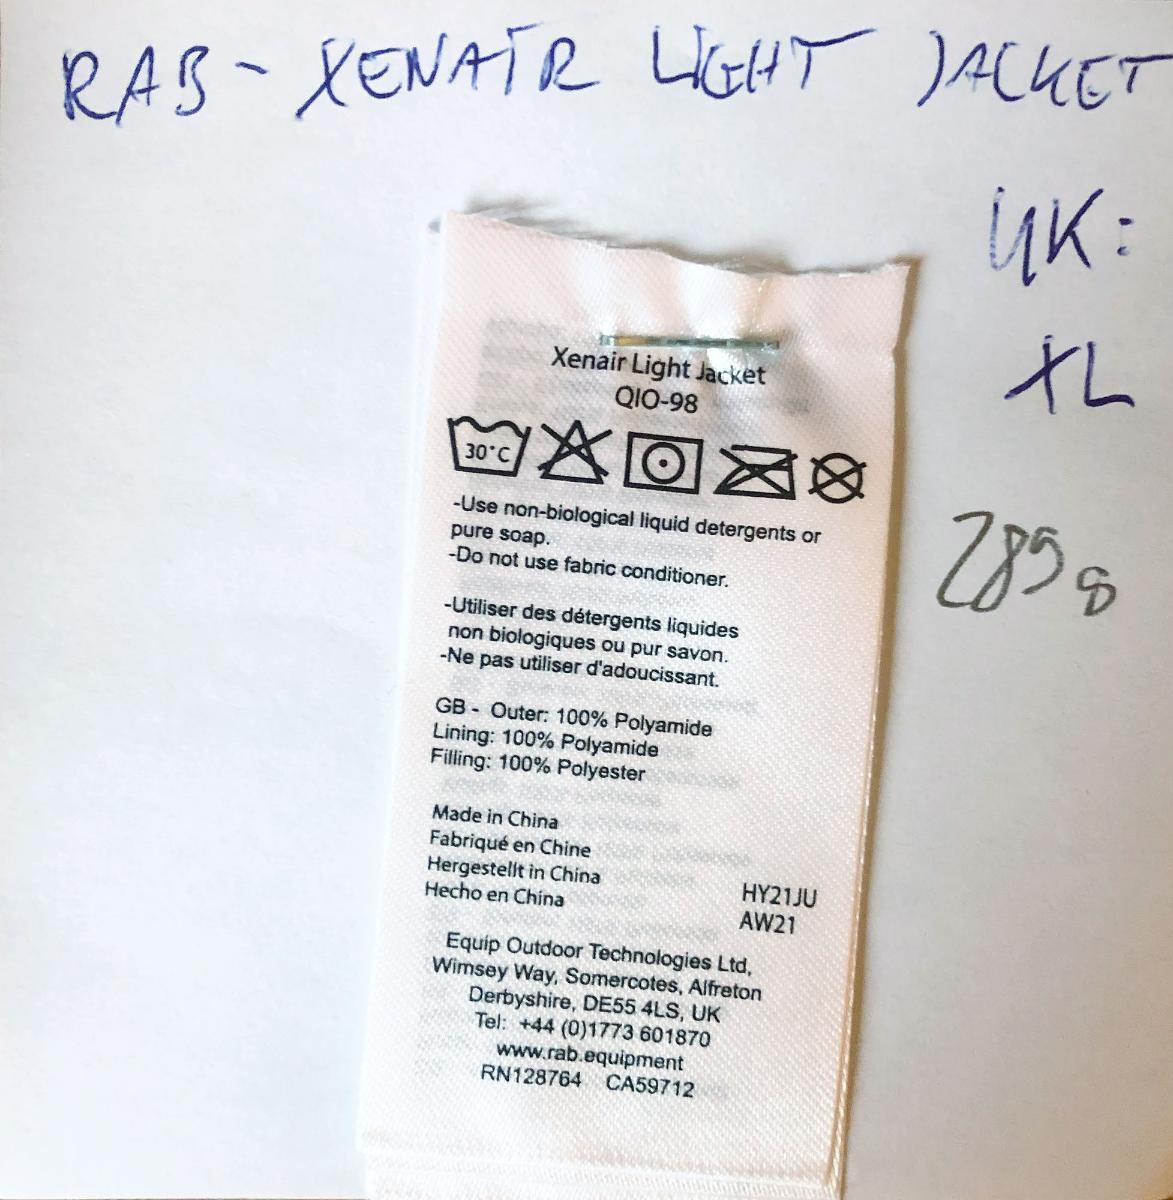 RAB - XENAIR LIGHT JACKET
UK:
XL
289g
Xenair Light Jacket
QIO-98
30°C
-Use non-biological liquid detergents or
pure soap.
-Do not use fabric conditioner.
-Utiliser des détergents liquides
non biologiques ou pur savon.
-Ne pas utiliser d'adoucissant.
GB - Outer: 100% Polyamide
Lining: 100% Polyamide
Filling: 100% Polyester
Made in China
Fabriqué en Chine
Hergestellt in China
Hecho en China
HY21JU
AW21
Equip Outdoor Technologies Ltd,
Wimsey Way, Somercotes, Alfreton
Derbyshire, DE55 4LS, UK
Tel: +44 (0)1773 601870
www.rab.equipment
RN128764 CA59712